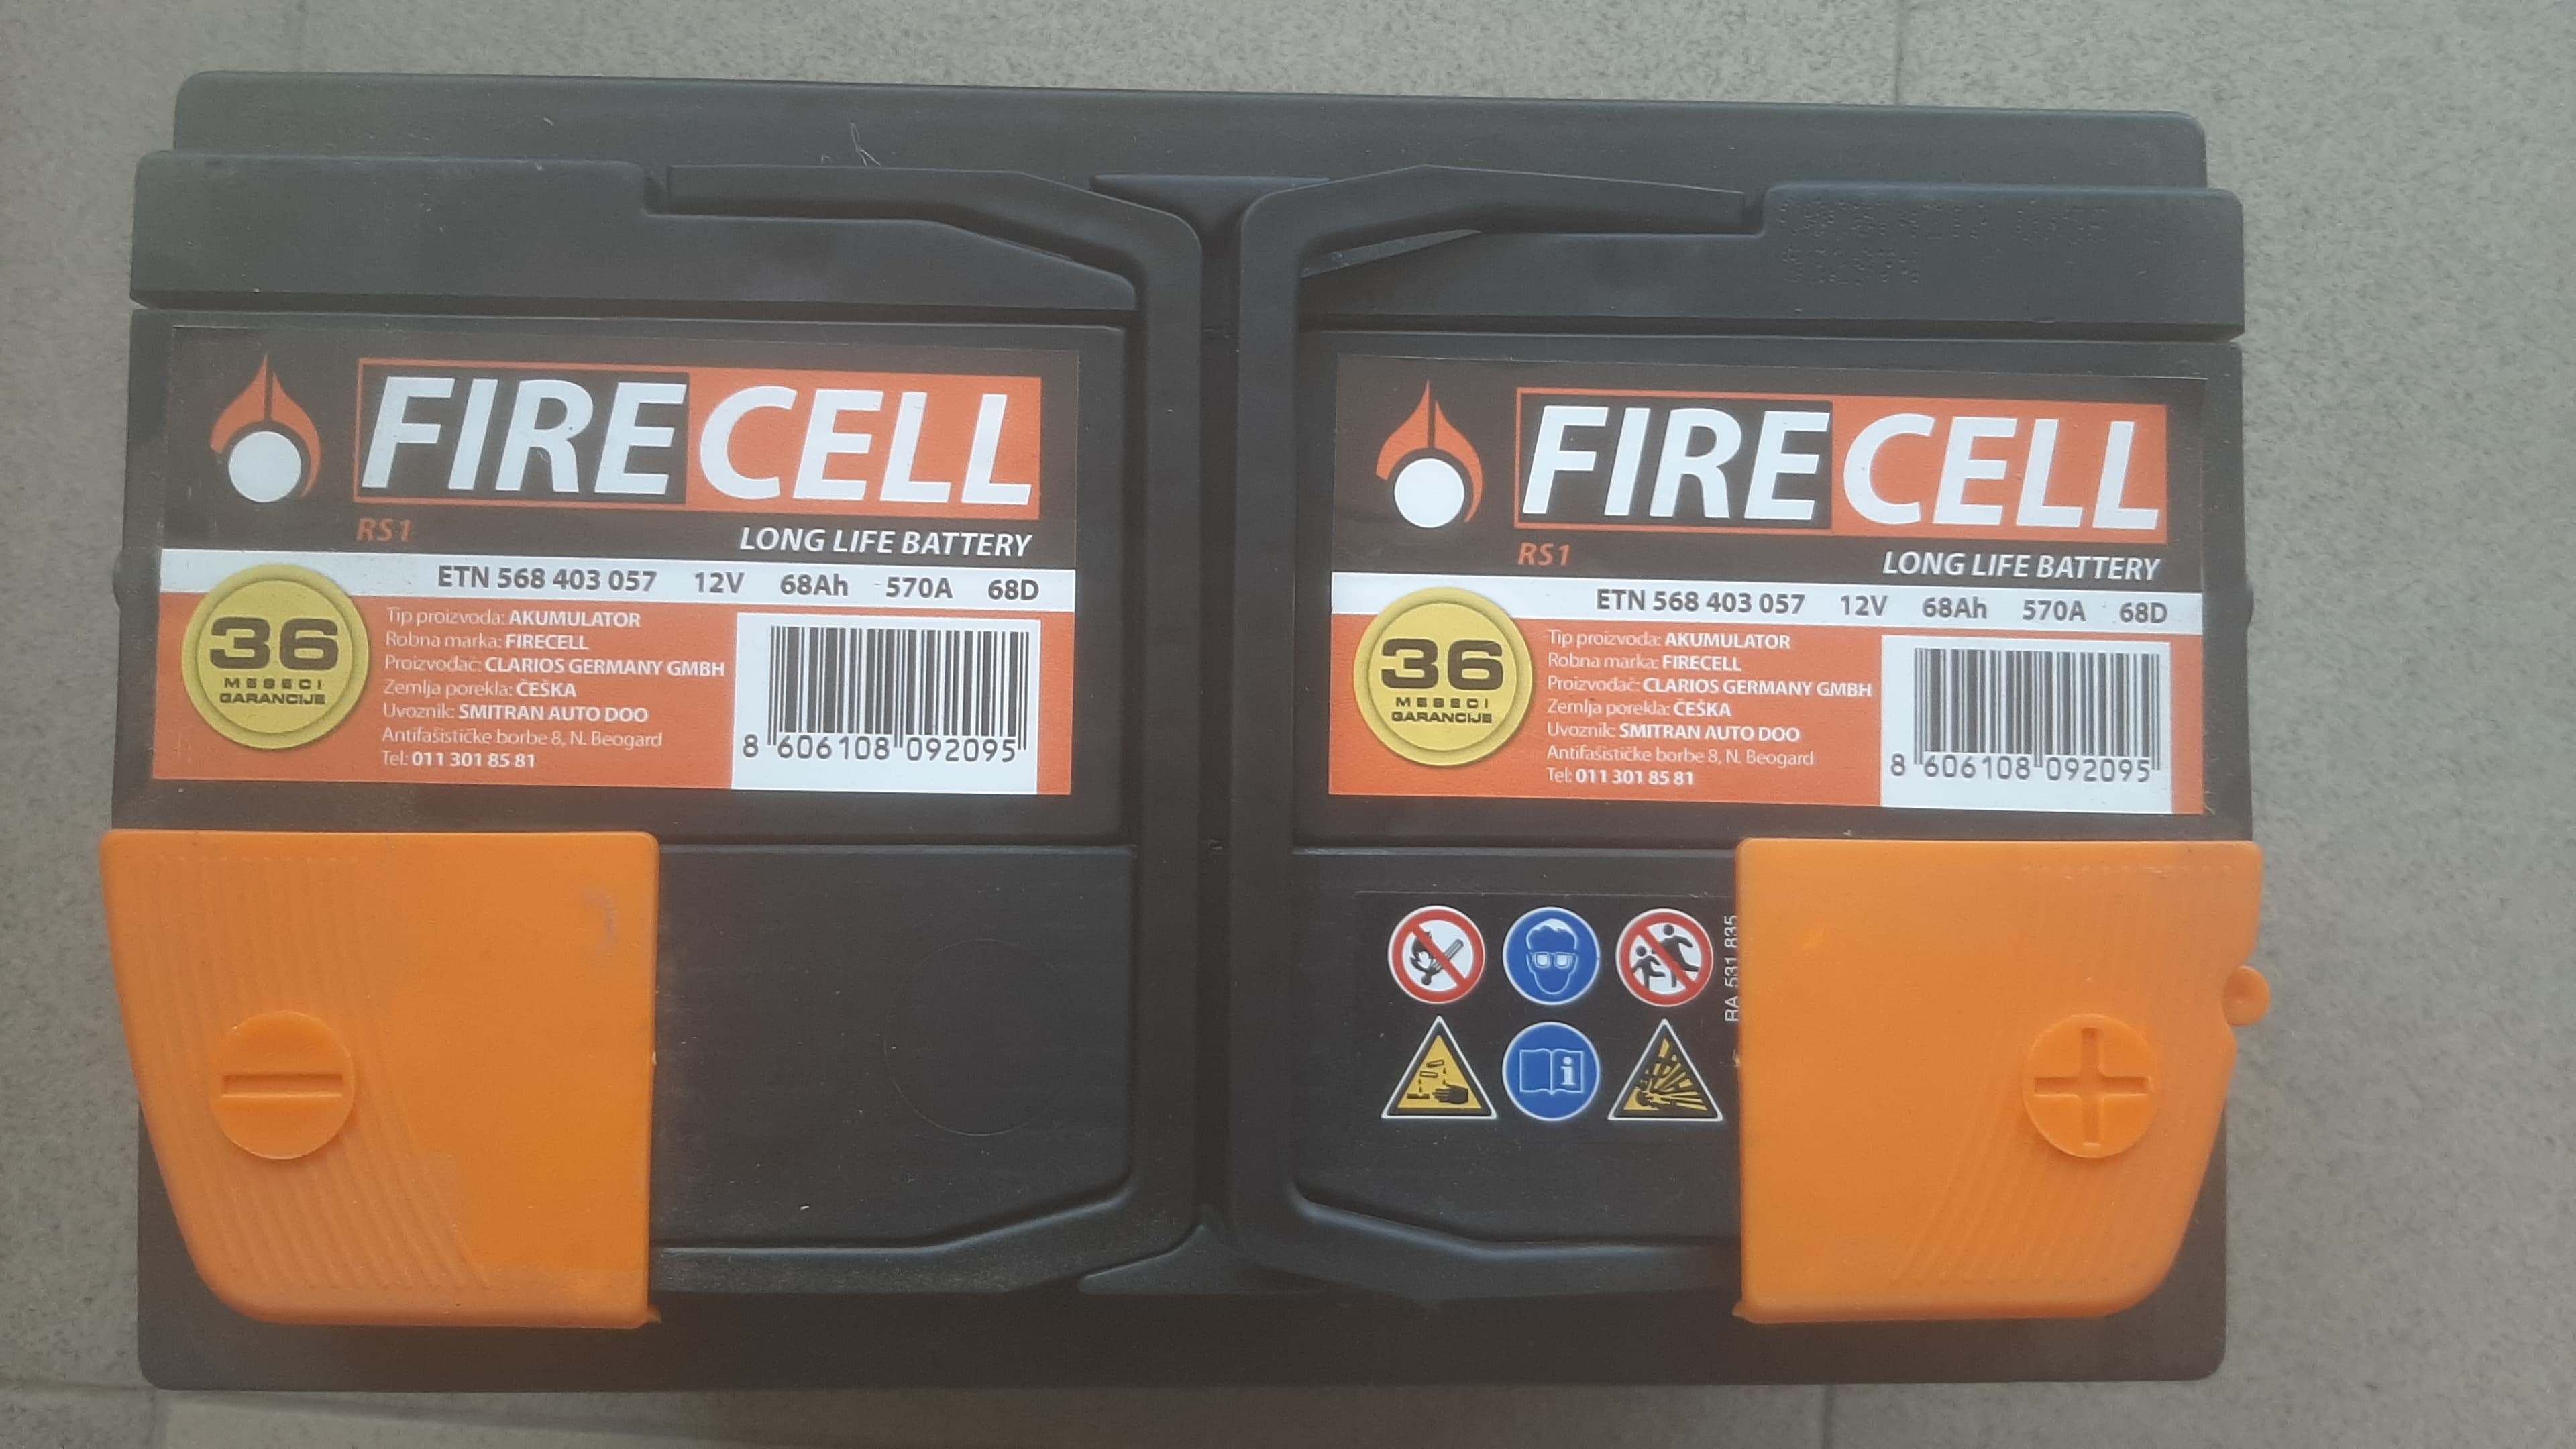 FIRECELL
RS1 LONG LIFE BATTERY
ETN 568 403 057 12V 68Ah 570A 68D
36
MESECI
GARANCIJE
Tip proizvoda: AKUMULATOR
Robna marka: FIRECELL
Proizvođač: CLARIOS GERMANY GMBH
Zemlja porekla: ČEŠKA
Uvoznik: SMITRAN AUTO DOO
Antifašističke borbe 8, N. Beogard
Tel: 011 301 85 81
8 606108 092095
FIRECELL
RS1 LONG LIFE BATTERY
ETN 568 403 057 12V 68Ah 570A 68D
36
MESECI
GARANCIJE
Tip proizvoda: AKUMULATOR
Robna marka: FIRECELL
Proizvođač: CLARIOS GERMANY GMBH
Zemlja porekla: ČEŠKA
Uvoznik: SMITRAN AUTO DOO
Antifašističke borbe 8, N. Beogard
Tel: 011 301 85 81
8 606108 092095
RA 531 835